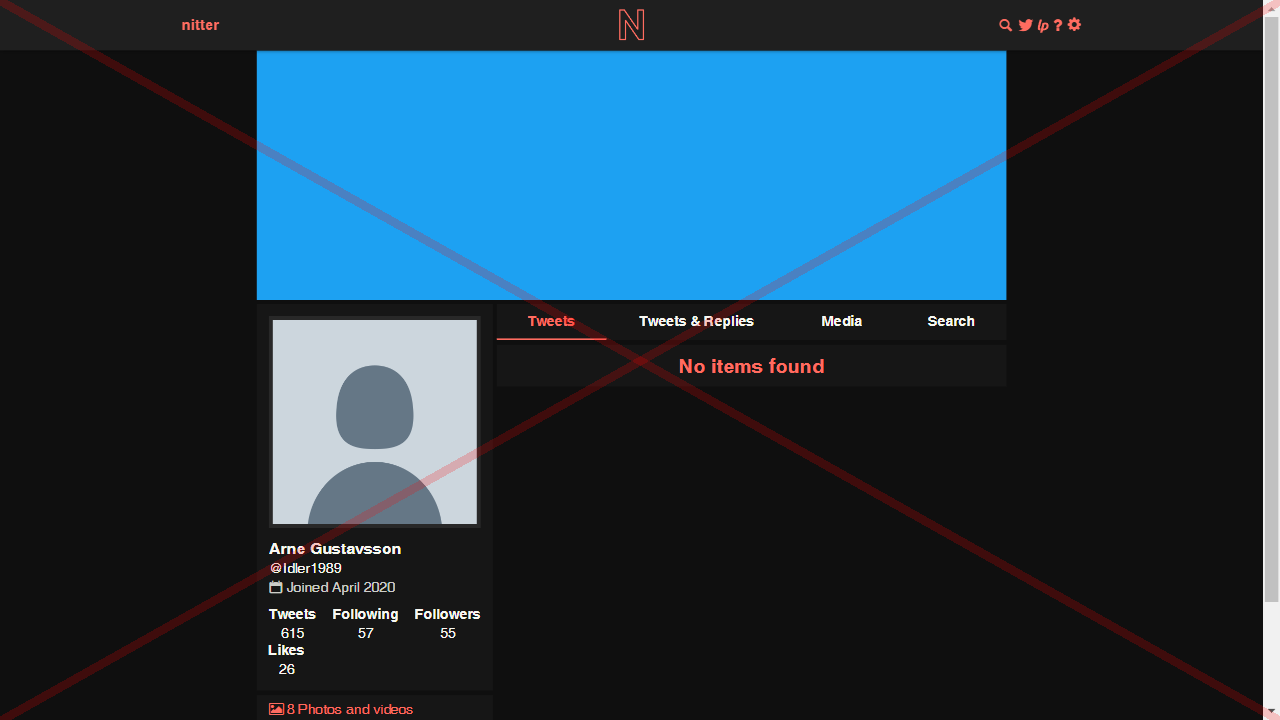 nitter
N
lp ?
Tweets Tweets & Replies Media Search
No items found
Arne Gustavsson
@Idler1989
Joined April 2020
Tweets Following Followers
615 57 55
Likes
26
8 Photos and videos